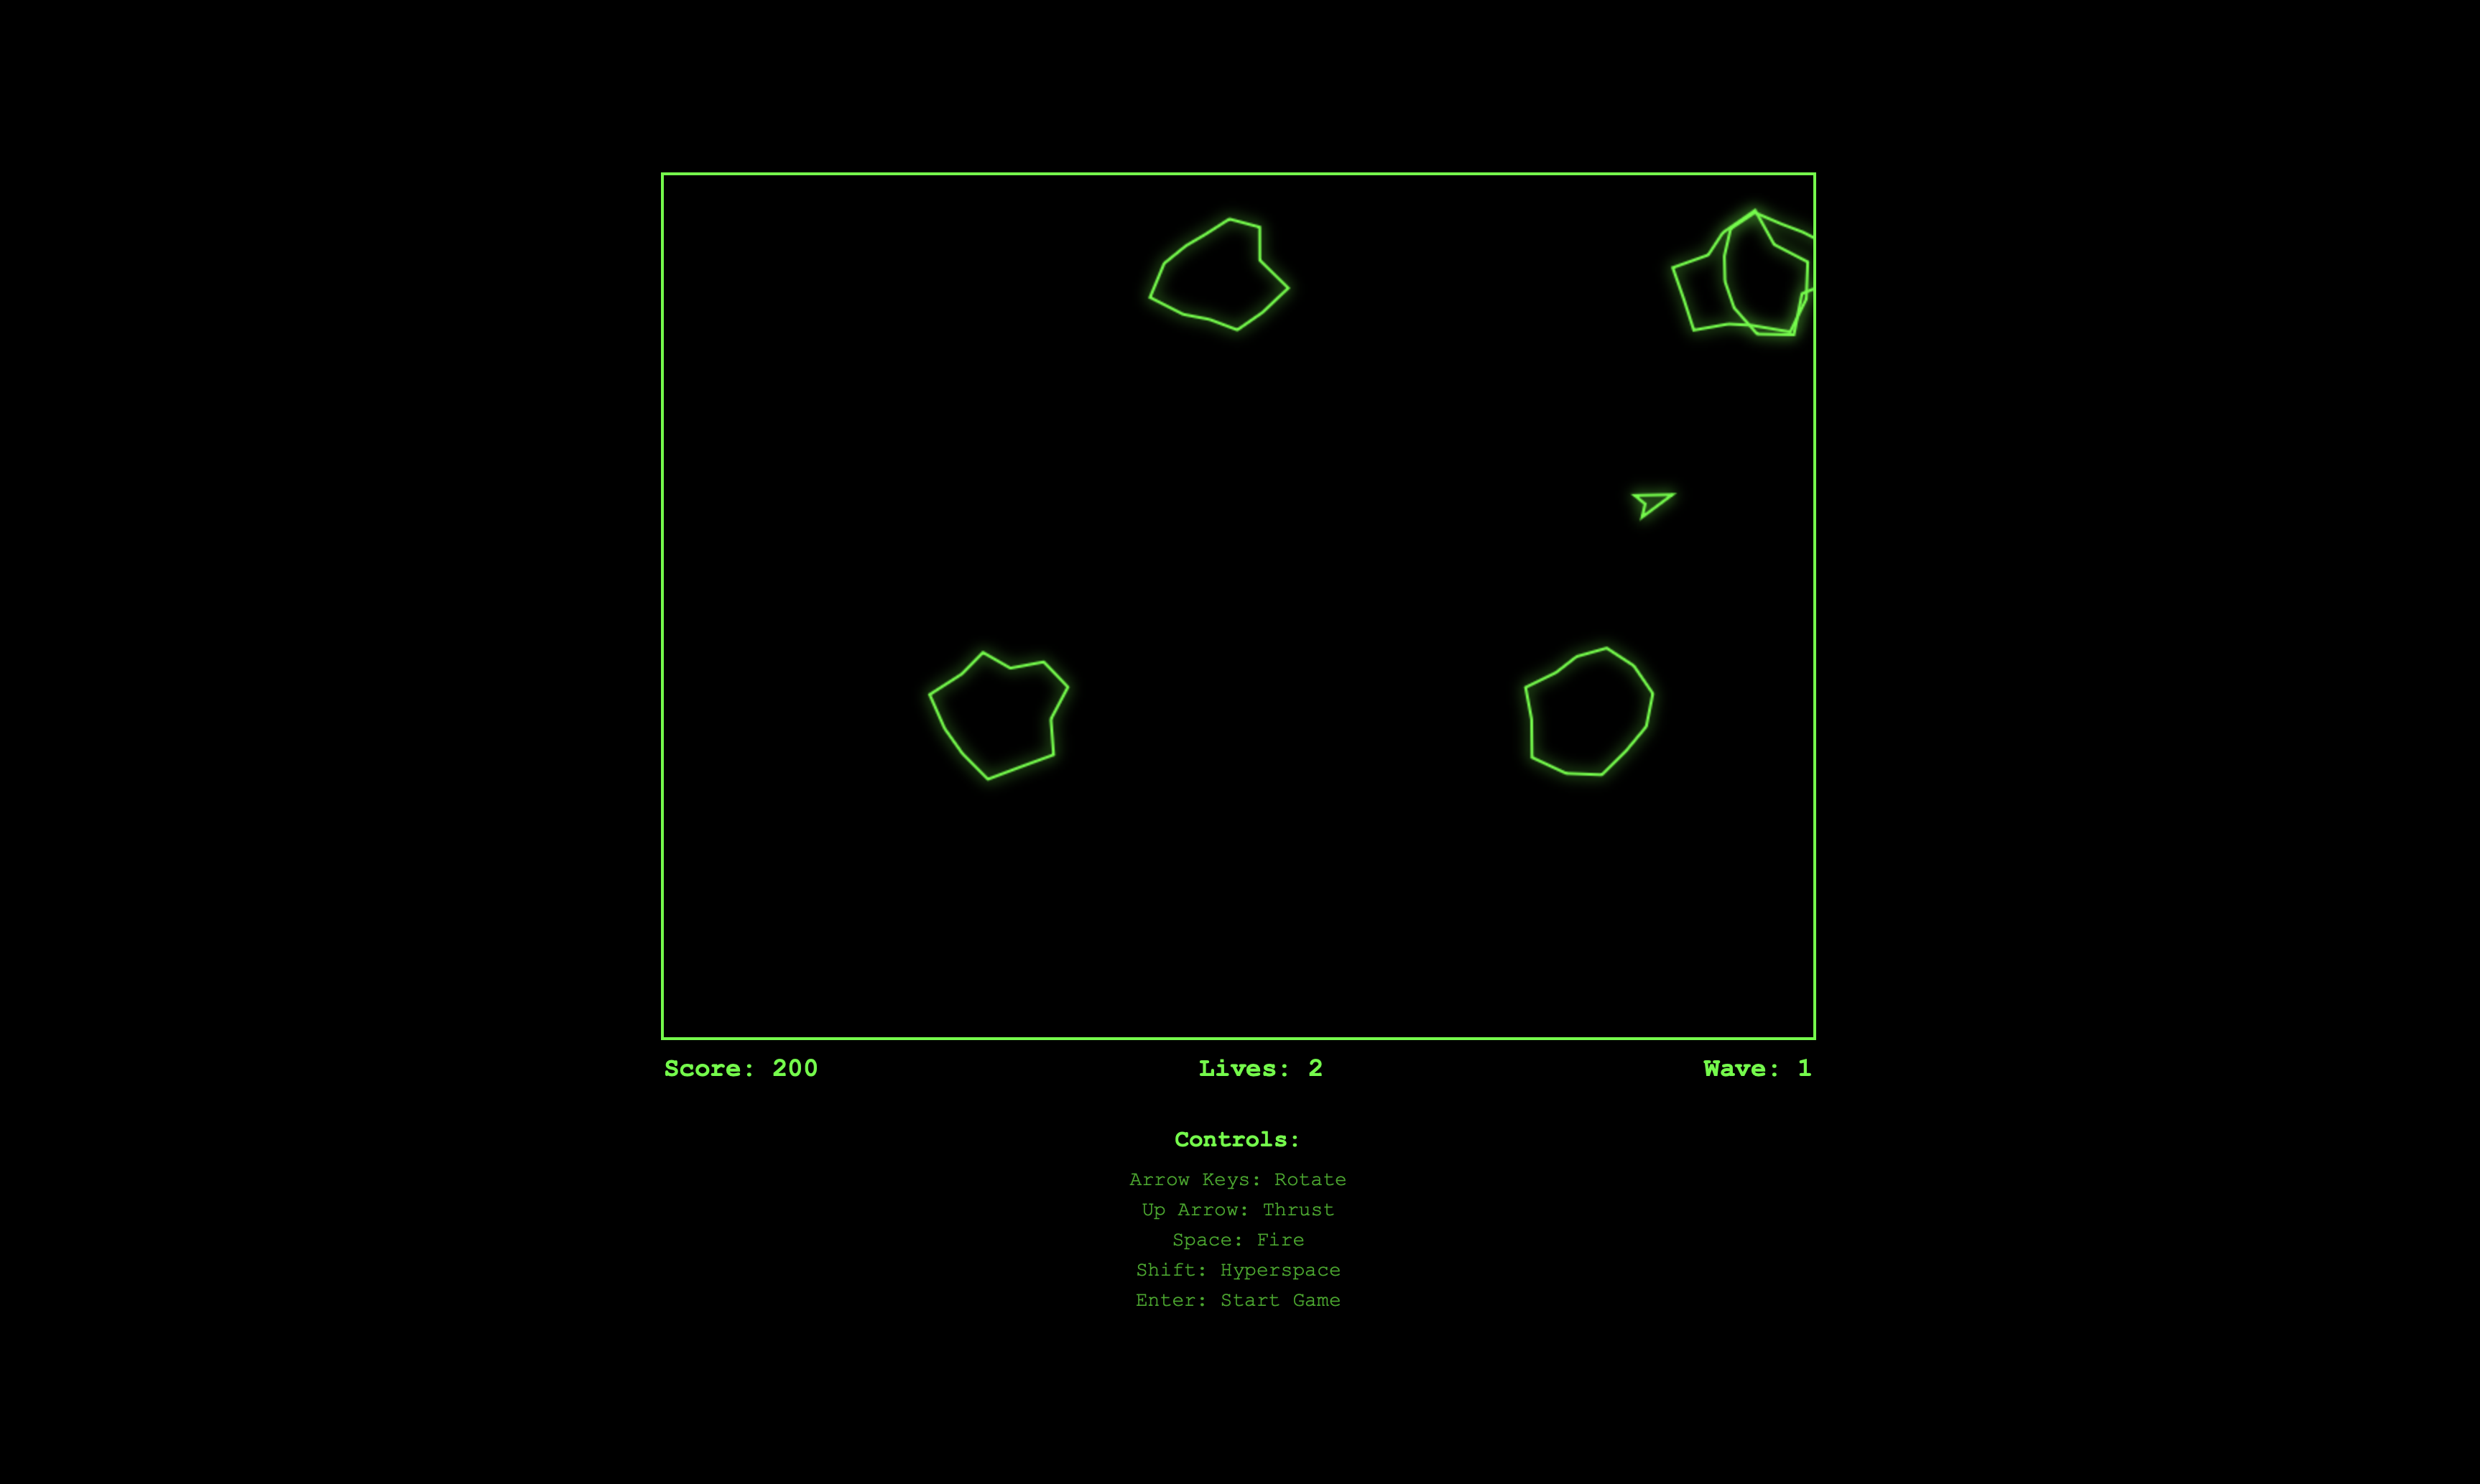 Score: 200
Lives: 2
Wave: 1
Controls:
Arrow Keys: Rotate
Up Arrow: Thrust
Space: Fire
Shift: Hyperspace
Enter: Start Game